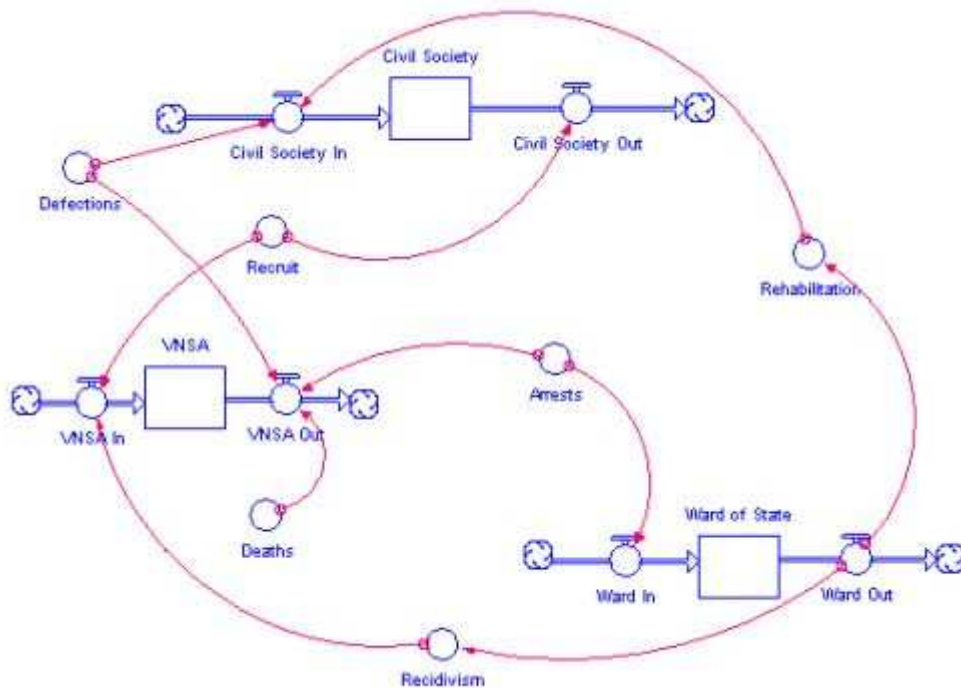 Civil Society
Civil Society In
Civil Society Out
Defections
Recruit
Rehabilitation
VNSA
Arrests
VNSA In
VNSA Out
Ward of State
Deaths
Ward In
Ward Out
Recidivism